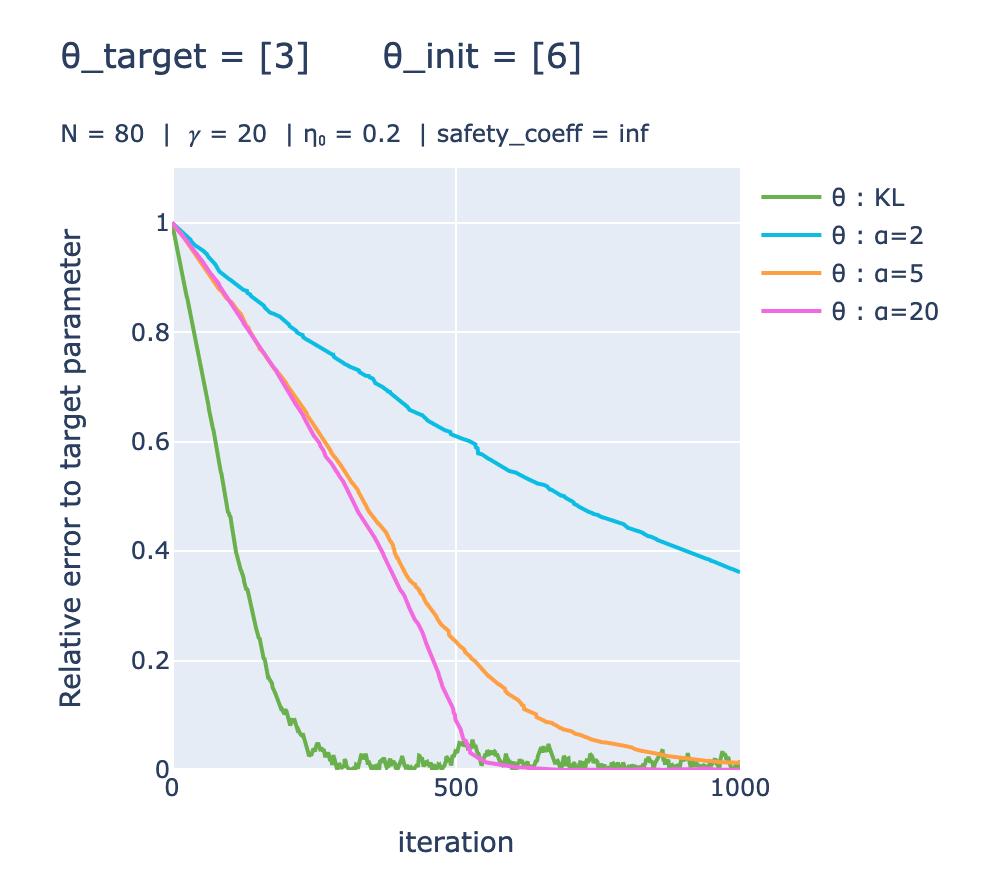 θ_target = [3]      θ_init = [6]
N = 80  |  γ = 20  | η₀ = 0.2  | safety_coeff = inf
θ : KL
θ : α=2
θ : α=5
θ : α=20
Relative error to target parameter
1
0.8
0.6
0.4
0.2
0
0 500 1000
iteration